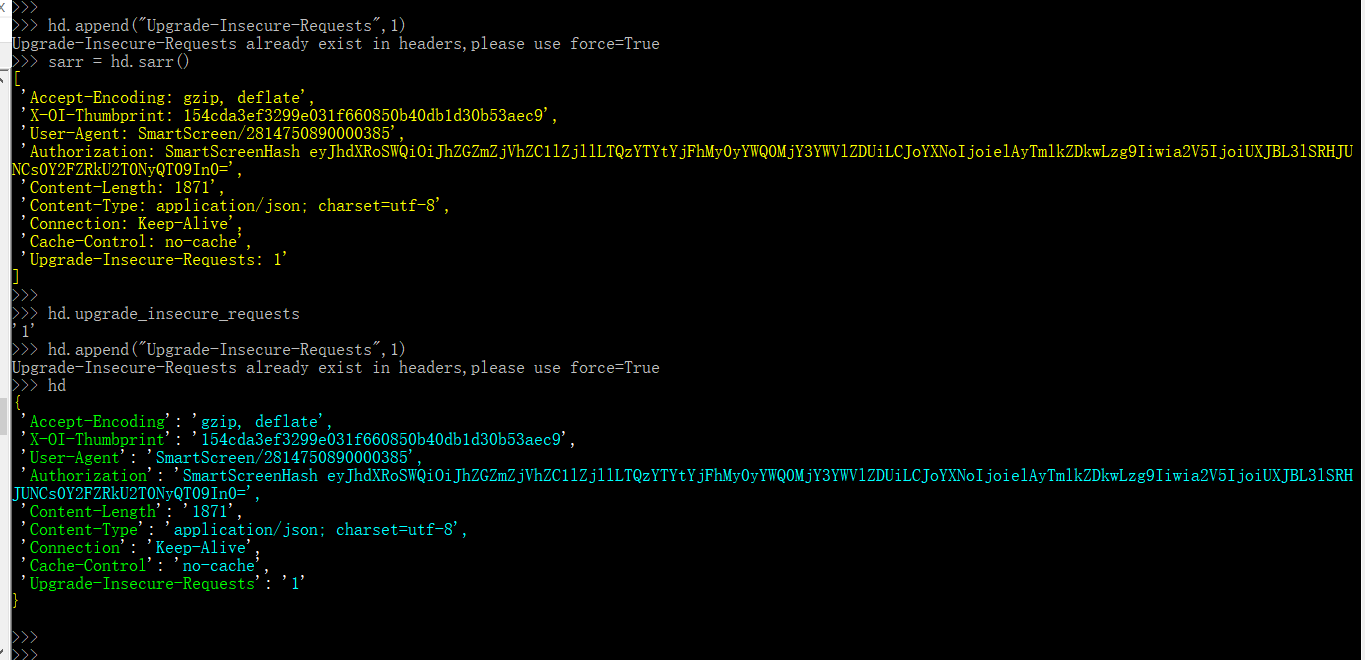 >>>
>>> hd.append("Upgrade-Insecure-Requests",1)
Upgrade-Insecure-Requests already exist in headers,please use force=True
>>> sarr = hd.sarr()
[
'Accept-Encoding: gzip, deflate',
'X-OI-Thumbprint: 154cda3ef3299e031f660850b40db1d30b53aec9',
'User-Agent: SmartScreen/2814750890000385',
'Authorization: SmartScreenHash eyJhdXRoSWQiOiJhZGZmZjVhZC1lZjllLTQzYTYtYjFhMy0yYWQ0MjY3YWVlZDUiLCJoYXNoIjoielAyTmlkZDkwLzg9Iiwia2V5IjoiUXJBL3lSRHJU
NCs0Y2FZRkU2T0NyQT09In0=',
'Content-Length: 1871',
'Content-Type: application/json; charset=utf-8',
'Connection: Keep-Alive',
'Cache-Control: no-cache',
'Upgrade-Insecure-Requests: 1'
]
>>>
>>> hd.upgrade_insecure_requests
'1'
>>> hd.append("Upgrade-Insecure-Requests",1)
Upgrade-Insecure-Requests already exist in headers,please use force=True
>>> hd
{
'Accept-Encoding': 'gzip, deflate',
'X-OI-Thumbprint': '154cda3ef3299e031f660850b40db1d30b53aec9',
'User-Agent': 'SmartScreen/2814750890000385',
'Authorization': 'SmartScreenHash eyJhdXRoSWQiOiJhZGZmZjVhZC1lZjllLTQzYTYtYjFhMy0yYWQ0MjY3YWVlZDUiLCJoYXNoIjoielAyTmlkZDkwLzg9Iiwia2V5IjoiUXJBL3lSRH
JUNCs0Y2FZRkU2T0NyQT09In0=',
'Content-Length': '1871',
'Content-Type': 'application/json; charset=utf-8',
'Connection': 'Keep-Alive',
'Cache-Control': 'no-cache',
'Upgrade-Insecure-Requests': '1'
}
>>>
>>>